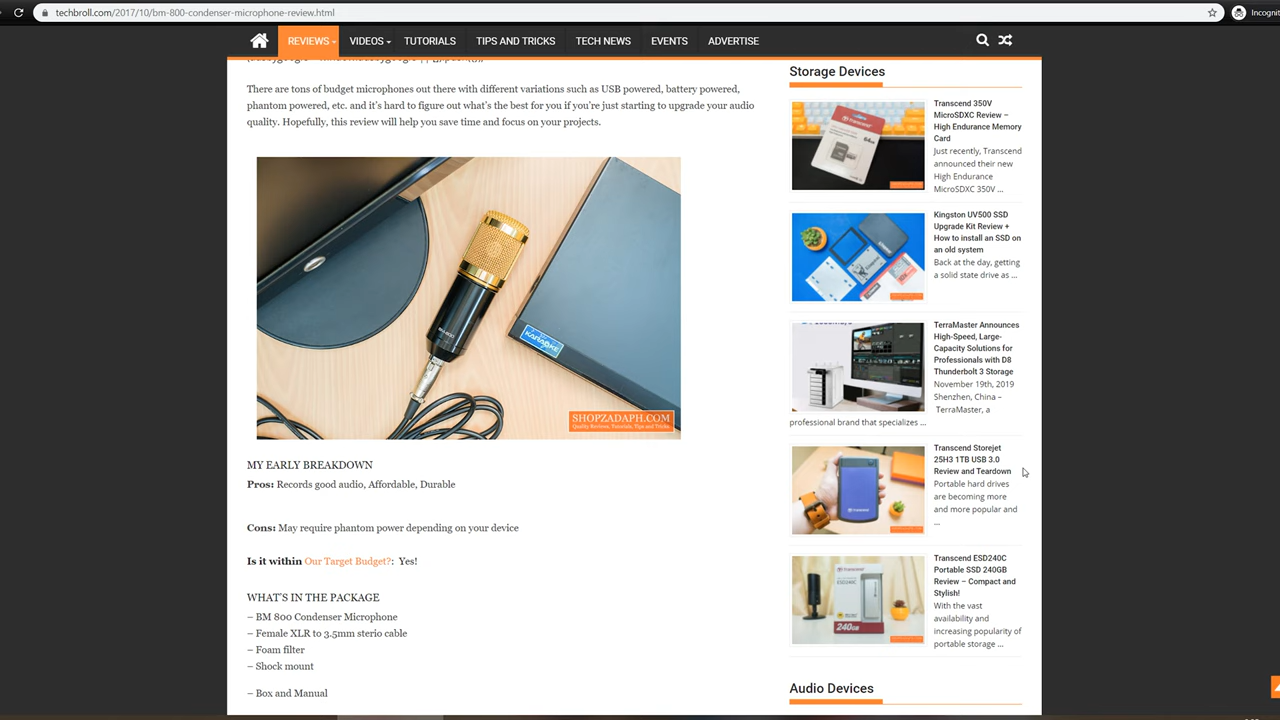 techbroll.com/2017/10/bm-800-condenser-microphone-review.html
Incognit
REVIEWS
VIDEOS
TUTORIALS
TIPS AND TRICKS
TECH NEWS
EVENTS
ADVERTISE
There are tons of budget microphones out there with different variations such as USB powered, battery powered,
phantom powered, etc. and it's hard to figure out what's the best for you if you're just starting to upgrade your audio
quality. Hopefully, this review will help you save time and focus on your projects.
BM-800
KARAOKE
SHOPZADAPH.COM
Quality Reviews, Tutorials, Tips and Tricks
MY EARLY BREAKDOWN
Pros: Records good audio, Affordable, Durable
Cons: May require phantom power depending on your device
Is it within Our Target Budget?: Yes!
WHAT'S IN THE PACKAGE
– BM 800 Condenser Microphone
– Female XLR to 3.5mm sterio cable
– Foam filter
– Shock mount
– Box and Manual
Storage Devices
Transcend 350V
MicroSDXC Review –
High Endurance Memory
Card
Just recently, Transcend
announced their new
High Endurance
MicroSDXC 350V ...
Kingston UV500 SSD
Upgrade Kit Review +
How to install an SSD on
an old system
Back at the day, getting
a solid state drive as ...
TerraMaster Announces
High-Speed, Large-
Capacity Solutions for
Professionals with D8
Thunderbolt 3 Storage
November 19th, 2019
Shenzhen, China –
TerraMaster, a
professional brand that specializes ...
Transcend Storejet
25H3 1TB USB 3.0
Review and Teardown
Portable hard drives
are becoming more
and more popular and
...
Transcend
240GB
Transcend ESD240C
Portable SSD 240GB
Review – Compact and
Stylish!
With the vast
availability and
increasing popularity of
portable storage ...
Audio Devices